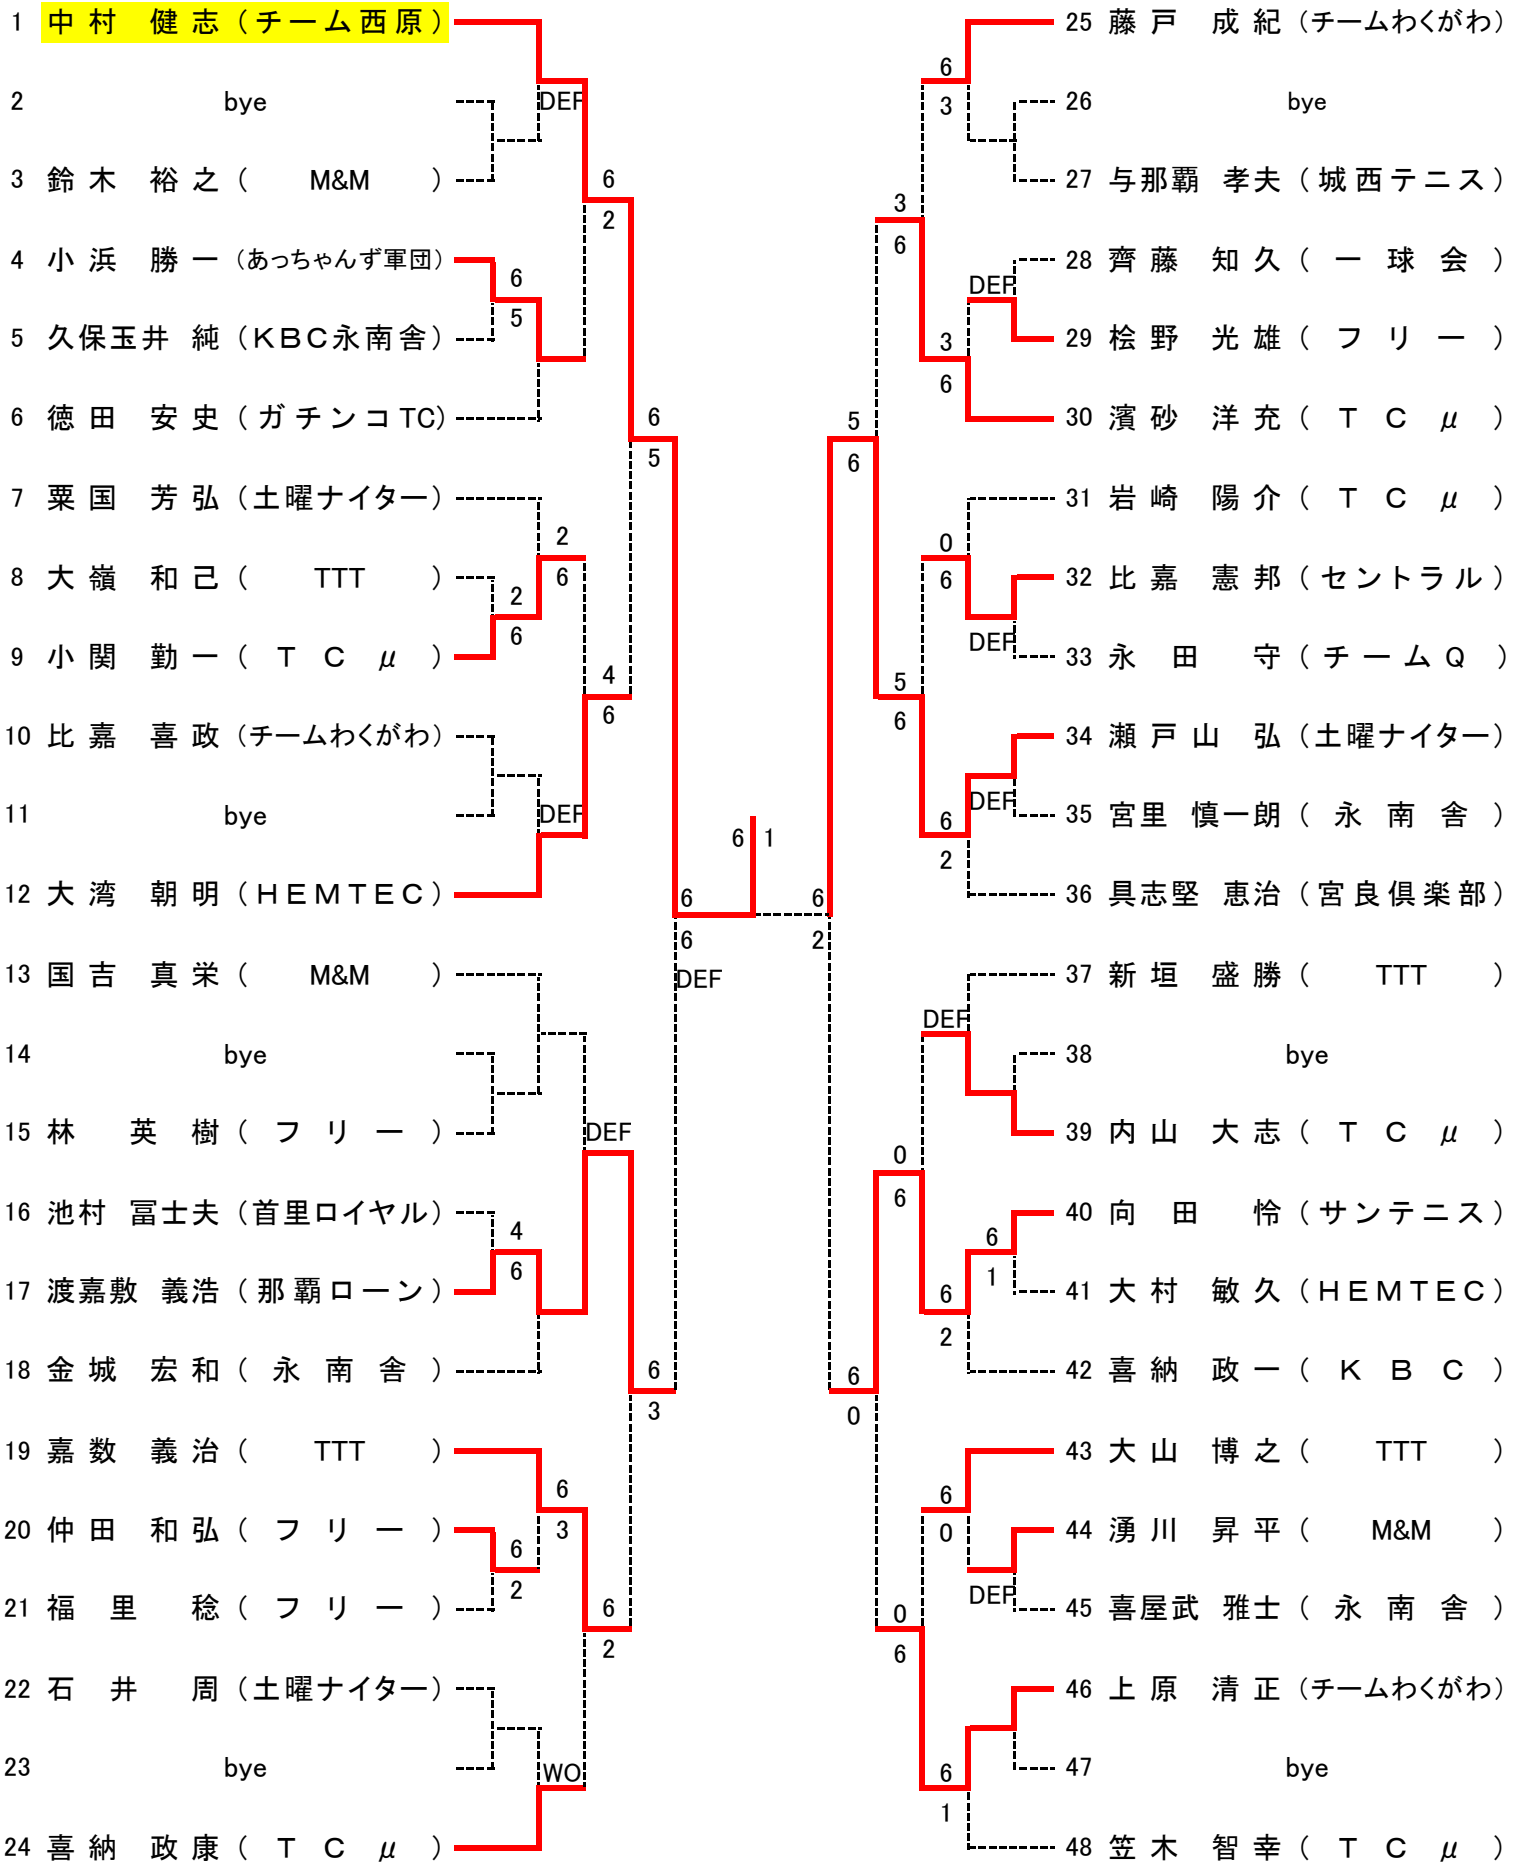 1 中村 健志 (チーム西原)
2 bye
DEF
3 鈴木 裕之 ( M&M )
6
2
4 小浜 勝一 (あっちゃんず軍団)
6
5
5 久保玉井 純 (KBC永南舎)
6 徳田 安史 (ガチンコTC)
6
5
7 粟国 芳弘 (土曜ナイター)
2
6
8 大嶺 和己 ( TTT )
2
6
9 小関 勤一 ( TCμ )
4
6
10 比嘉 喜政 (チームわくがわ)
11 bye
DEF
12 大湾 朝明 (HEMTEC)
6
6
DEF
13 国吉 真栄 ( M&M )
14 bye
15 林 英樹 ( フリー )
DEF
16 池村 冨士夫 (首里ロイヤル)
4
6
17 渡嘉敷 義浩 (那覇ローン)
18 金城 宏和 ( 永南舎 )
6
3
19 嘉数 義治 ( TTT )
6
3
20 仲田 和弘 ( フリー )
6
2
21 福里 稔 ( フリー )
6
2
22 石井 周 (土曜ナイター)
23 bye
WO
24 喜納 政康 ( TCμ )
6 1
25 藤戸 成紀 (チームわくがわ)
6
3
26 bye
27 与那覇 孝夫 (城西テニス)
3
6
28 齊藤 知久 ( 一球会 )
DEF
29 桧野 光雄 ( フリー )
3
6
30 濱砂 洋充 ( TCμ )
5
6
31 岩崎 陽介 ( TCμ )
0
6
32 比嘉 憲邦 (セントラル)
DEF
33 永田 守 (チームQ )
5
6
34 瀬戸山 弘 (土曜ナイター)
DEF
35 宮里 慎一朗 ( 永南舎 )
6
2
36 具志堅 恵治 (宮良倶楽部)
6
2
37 新垣 盛勝 ( TTT )
DEF
38 bye
39 内山 大志 ( TCμ )
0
6
40 向田 怜 (サンテニス)
6
1
41 大村 敏久 (HEMTEC)
6
2
42 喜納 政一 ( KBC )
6
0
43 大山 博之 ( TTT )
6
0
44 湧川 昇平 ( M&M )
DEF
45 喜屋武 雅士 ( 永南舎 )
0
6
46 上原 清正 (チームわくがわ)
47 bye
6
1
48 笠木 智幸 ( TCμ )